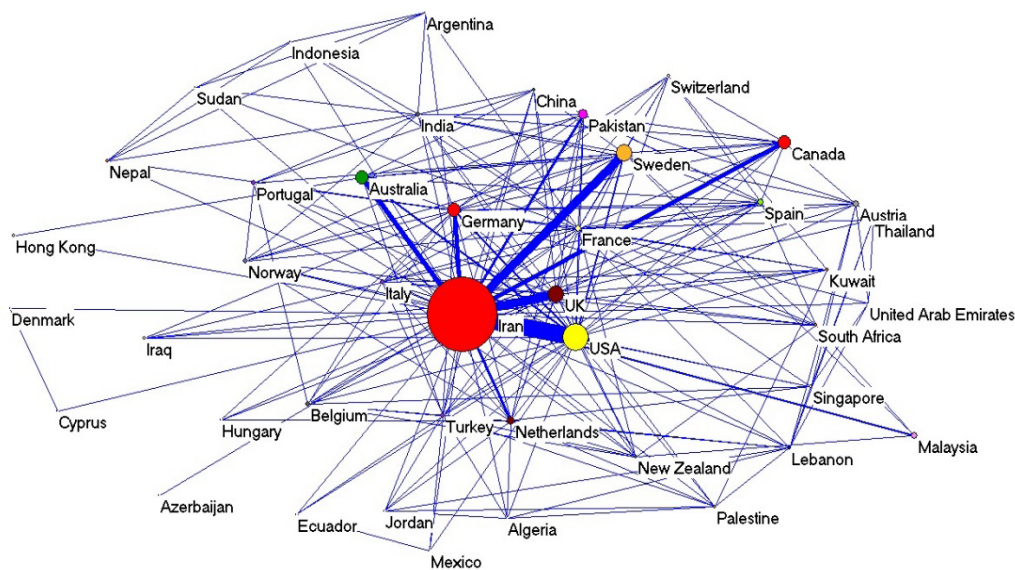 Argentina
Indonesia
Switzerland
Sudan
China
India
Pakistan
Canada
Nepal
Sweden
Portugal
Australia
Spain
Austria
Germany
Thailand
France
Hong Kong
Norway
Kuwait
Italy
UK
United Arab Emirates
Denmark
Iran
South Africa
Iraq
USA
Singapore
Belgium
Cyprus
Hungary
Turkey
Netherlands
Malaysia
Lebanon
New Zealand
Azerbaijan
Palestine
Ecuador
Jordan
Algeria
Mexico